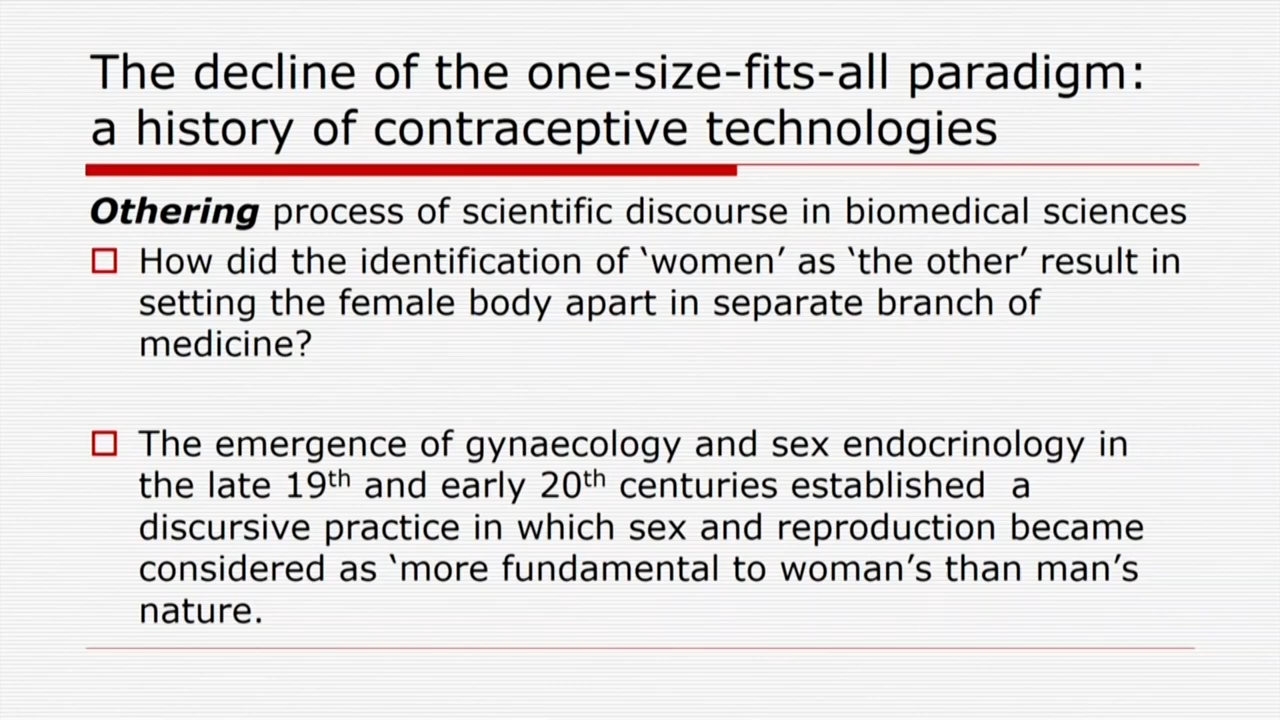 The decline of the one-size-fits-all paradigm:
a history of contraceptive technologies
Othering process of scientific discourse in biomedical sciences
How did the identification of ‘women’ as ‘the other’ result in
setting the female body apart in separate branch of
medicine?
The emergence of gynaecology and sex endocrinology in
the late 19th and early 20th centuries established a
discursive practice in which sex and reproduction became
considered as ‘more fundamental to woman’s than man’s
nature.